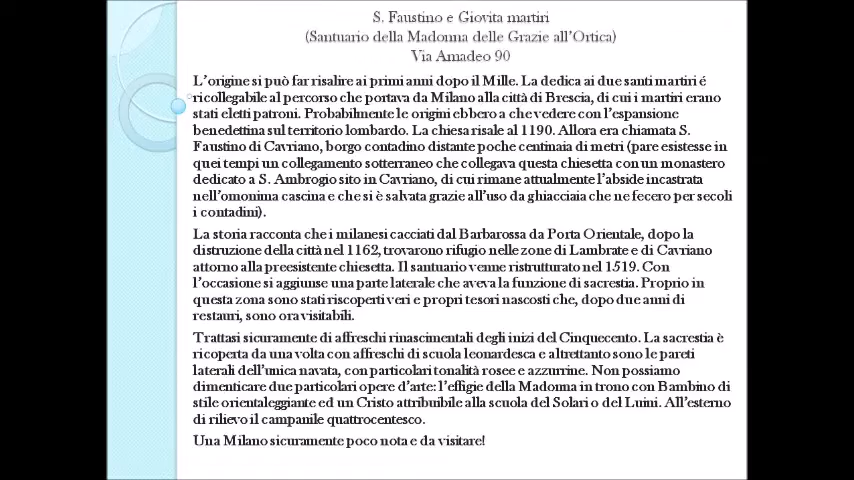 S. Faustino e Giovita martiri
(Santuario della Madonna delle Grazie all'Ortica)
Via Amadeo 90
L'origine si può far risalire ai primi anni dopo il Mille. La dedica ai due santi martiri é
ricollegabile al percorso che portava da Milano alla città di Brescia, di cui i martiri erano
stati eletti patroni. Probabilmente le origini ebbero a che vedere con l'espansione
benedettina sul territorio lombardo. La chiesa risale al 1190. Allora era chiamata S.
Faustino di Cavriano, borgo contadino distante poche centinaia di metri (pare esistesse in
quei tempi un collegamento sotterraneo che collegava questa chiesetta con un monastero
dedicato a S. Ambrogio sito in Cavriano, di cui rimane attualmente l'abside incastrata
nell'omonima cascina e che si è salvata grazie all'uso da ghiacciaia che ne fecero per secoli
i contadini).
La storia racconta che i milanesi cacciati dal Barbarossa da Porta Orientale, dopo la
distruzione della città nel 1162, trovarono rifugio nelle zone di Lambrate e di Cavriano
attorno alla preesistente chiesetta. Il santuario venne ristrutturato nel 1519. Con
l'occasione si aggiunse una parte laterale che aveva la funzione di sacrestia. Proprio in
questa zona sono stati riscoperti veri e propri tesori nascosti che, dopo due anni di
restauri, sono ora visitabili.
Trattasi sicuramente di affreschi rinascimentali degli inizi del Cinquecento. La sacrestia è
ricoperta da una volta con affreschi di scuola leonardesca e altrettanto sono le pareti
laterali dell'unica navata, con particolari tonalità rosee e azzurrine. Non possiamo
dimenticare due particolari opere d'arte: l'effigie della Madonna in trono con Bambino di
stile orientaleggiante ed un Cristo attribuibile alla scuola del Solari o del Luini. All'esterno
di rilievo il campanile quattrocentesco.
Una Milano sicuramente poco nota e da visitare!